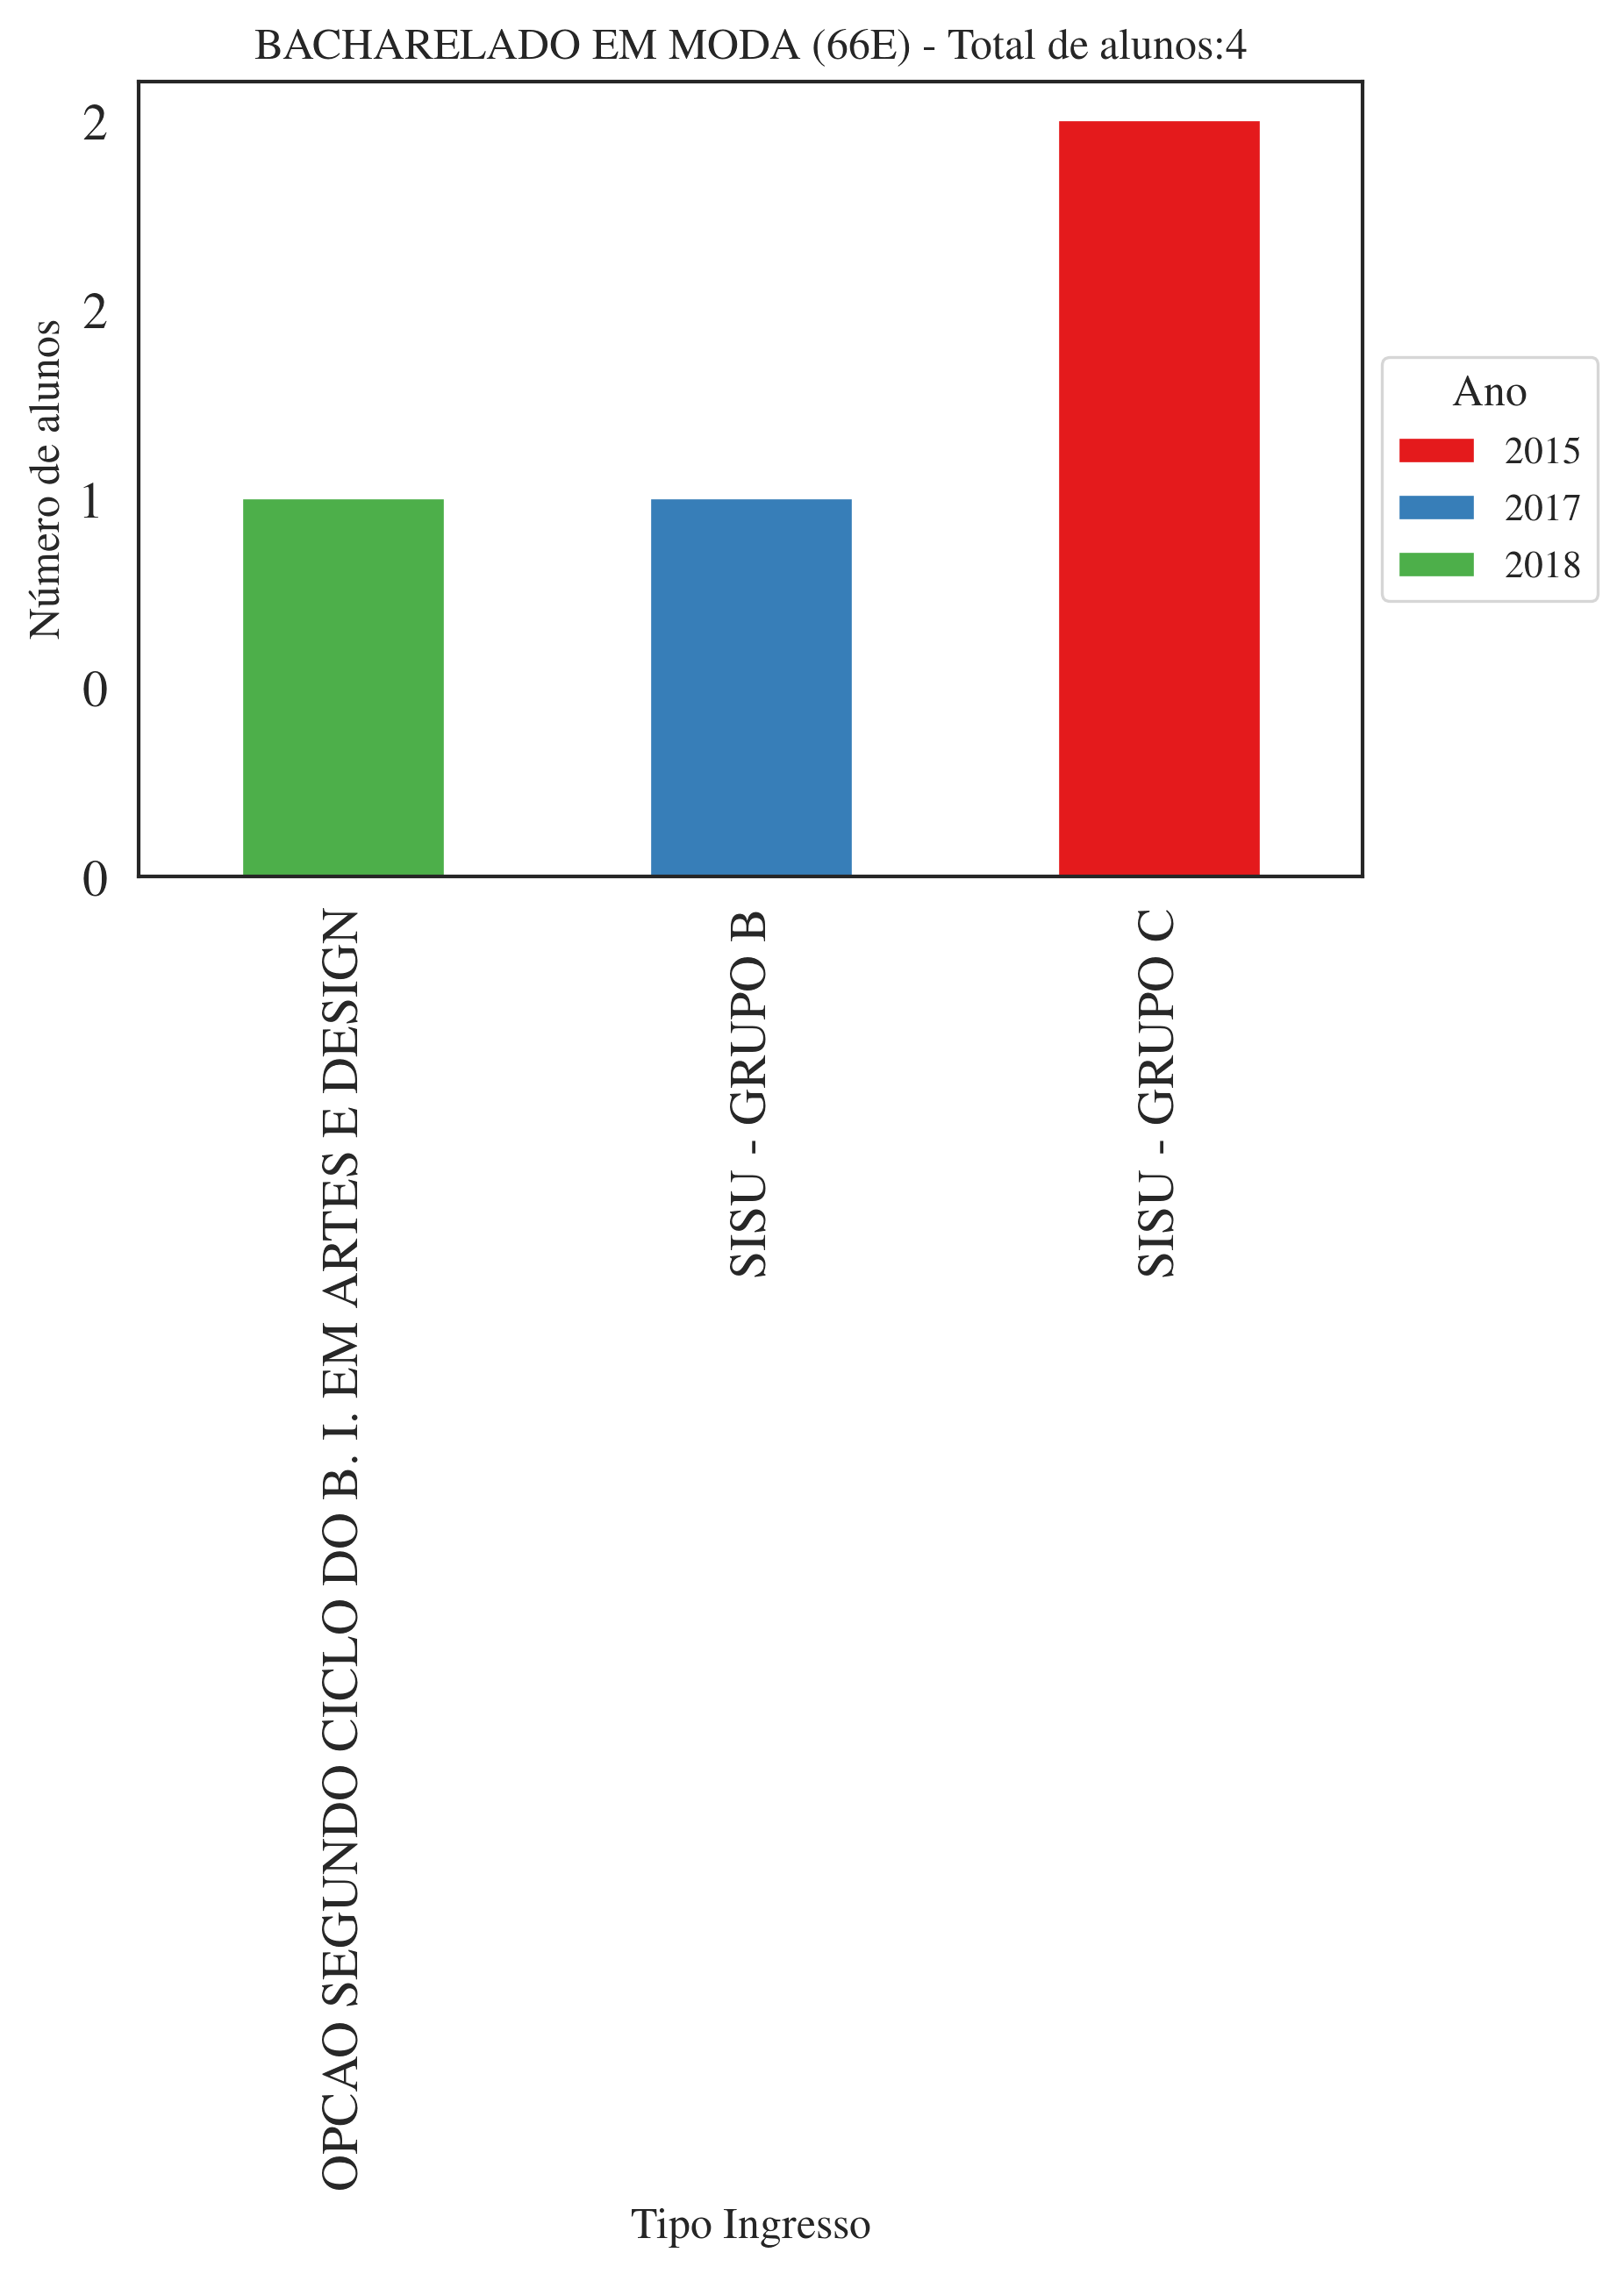 BACHARELADO EM MODA (66E) - Total de alunos:4
Número de alunos
2
2
1
0
0
OPCAO SEGUNDO CICLO DO B. I. EM ARTES E DESIGN
SISU - GRUPO B
SISU - GRUPO C
Tipo Ingresso
Ano
2015
2017
2018